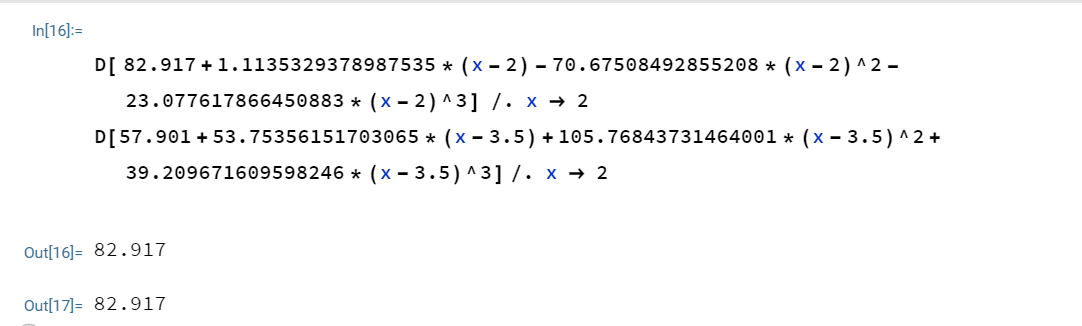 In[16]:=
D[ 82.917 + 1.1135329378987535 * (x - 2) - 70.67508492855208 * (x - 2) ^ 2 -
23.077617866450883 * (x - 2) ^ 3] /. x → 2
D[57.901 + 53.75356151703065 * (x - 3.5) + 105.76843731464001 * (x - 3.5) ^ 2 +
39.209671609598246 * (x - 3.5) ^ 3] /. x → 2
Out[16]= 82.917
Out[17]= 82.917